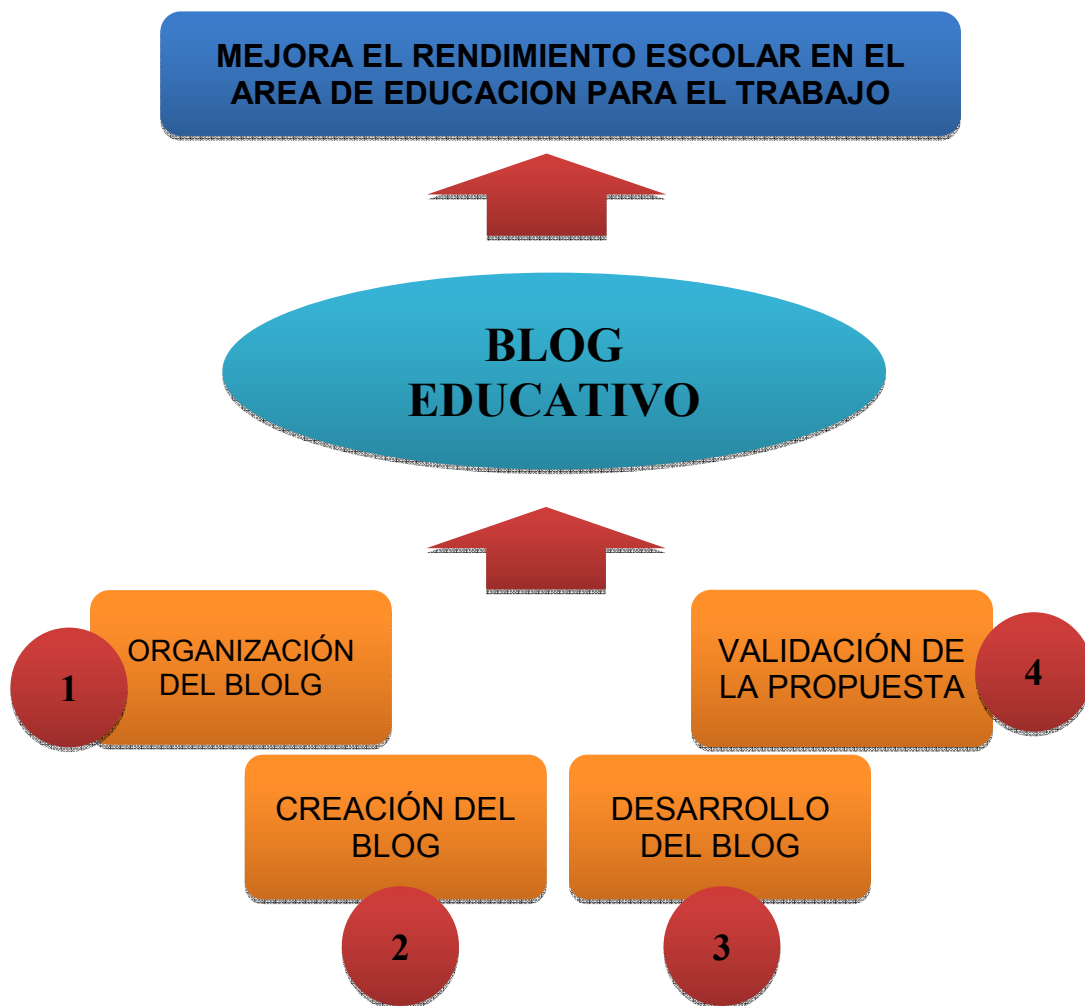 MEJORA EL RENDIMIENTO ESCOLAR EN EL
AREA DE EDUCACION PARA EL TRABAJO
BLOG
EDUCATIVO
1
ORGANIZACIÓN
DEL BLOLG
CREACIÓN DEL
BLOG
2
DESARROLLO
DEL BLOG
3
VALIDACIÓN DE
LA PROPUESTA
4